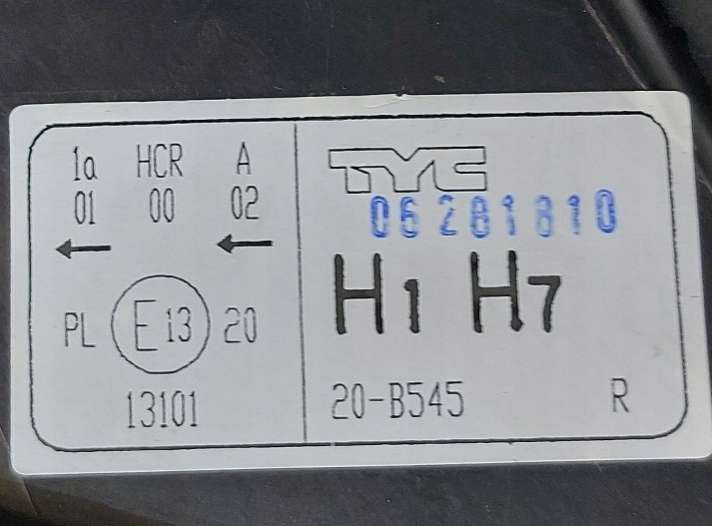 1a HCR A
01 00 02
← ←
PL E13 20
13101
TYC
06281810
H1 H7
20-B545 R